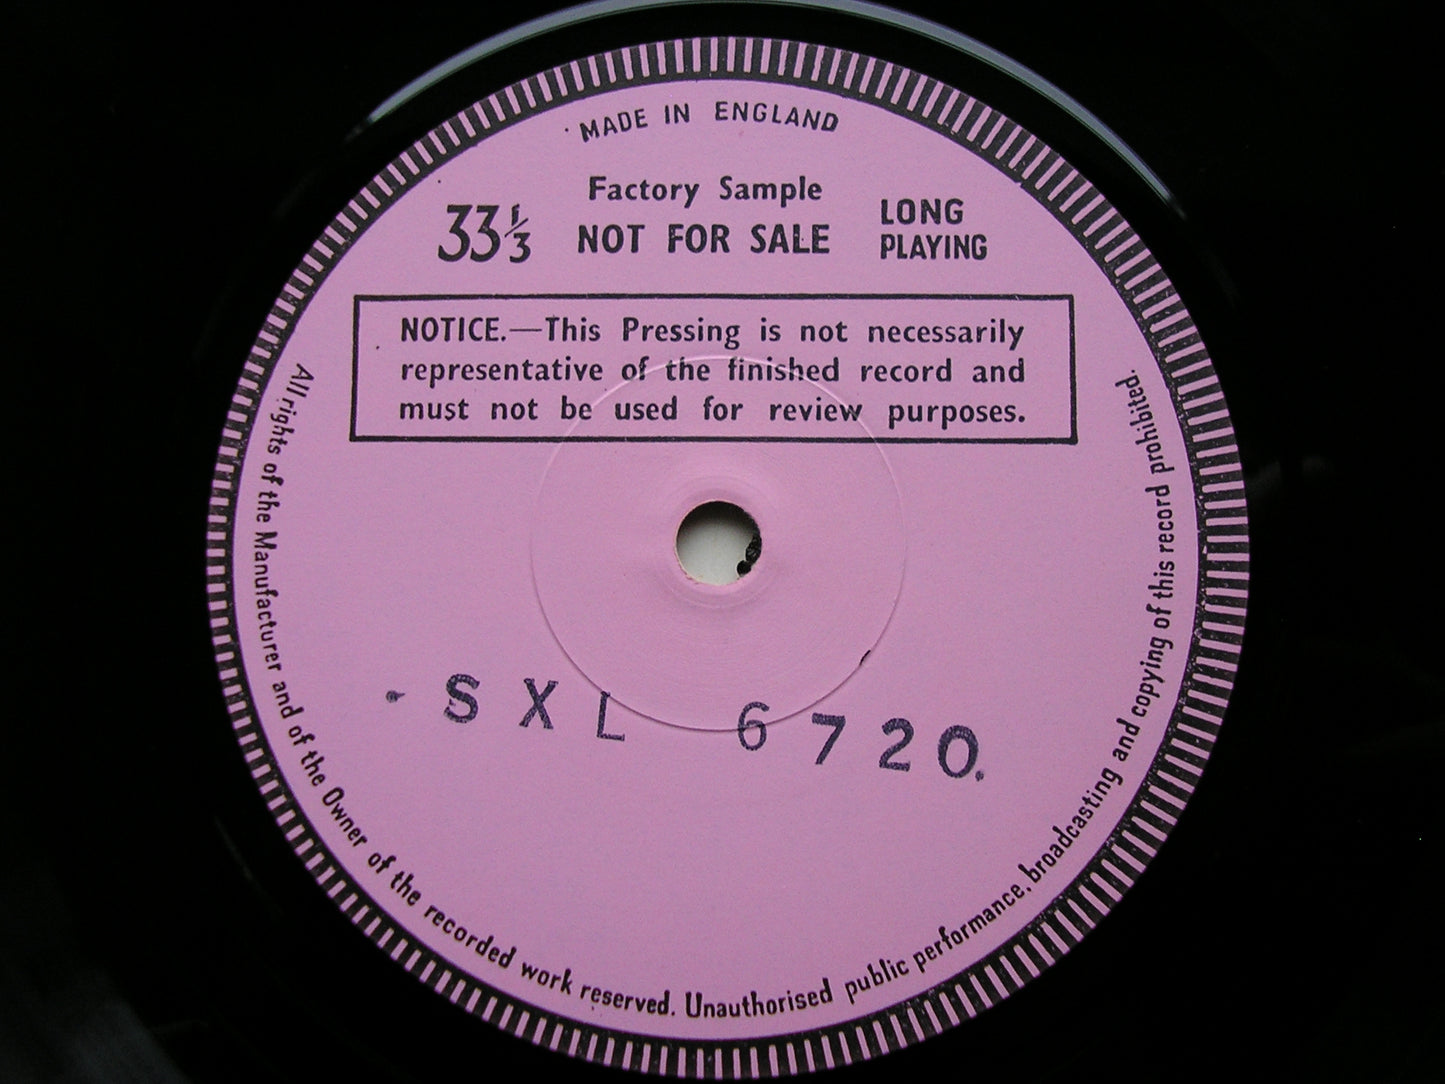 MADE IN ENGLAND
Factory Sample
33⅓ NOT FOR SALE LONG PLAYING
NOTICE.—This Pressing is not necessarily
representative of the finished record and
must not be used for review purposes.
SXL 6720.
All rights of the Manufacturer and of the Owner of the recorded work reserved. Unauthorised public performance, broadcasting and copying of this record prohibited.